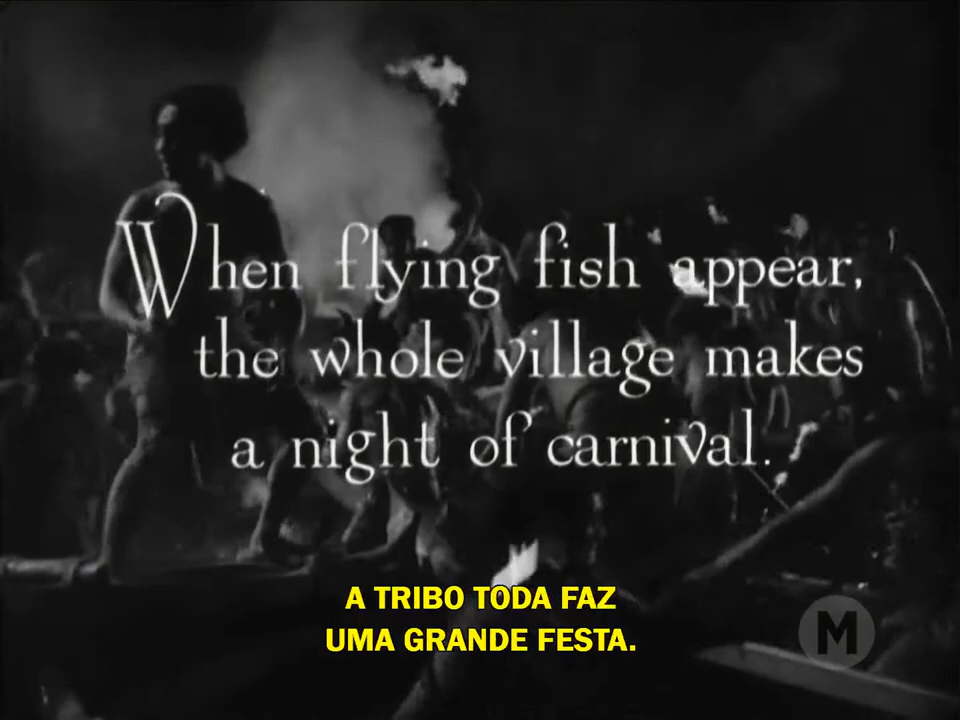 When flying fish appear,
the whole village makes
a night of carnival.
A TRIBO TODA FAZ
UMA GRANDE FESTA.
M